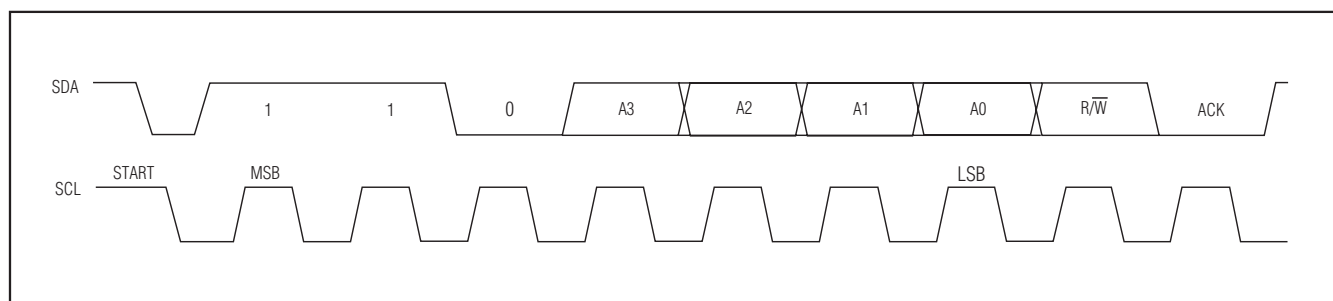 SDA 1 1 0 A3 A2 A1 A0 R/W̅ ACK
START MSB LSB
SCL